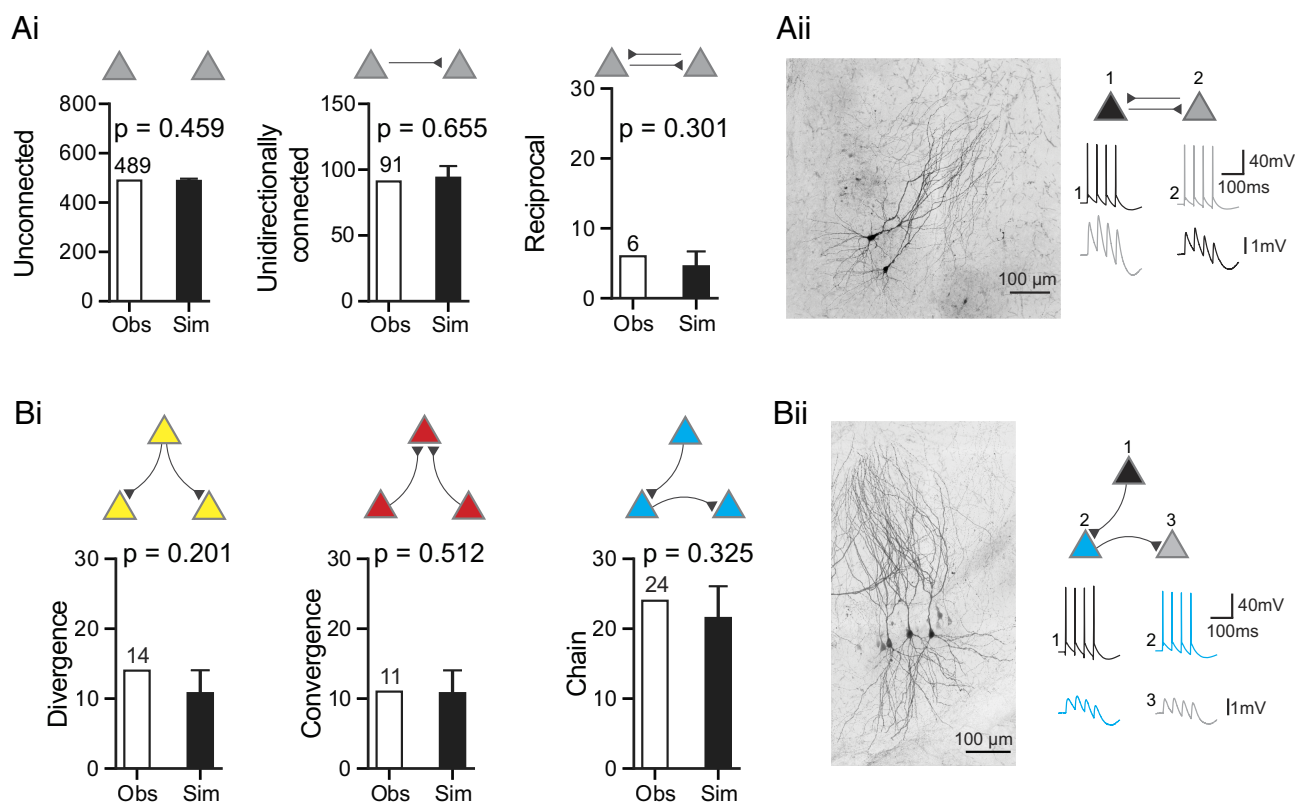 Ai
Unconnected
800
600
400
200
0
p = 0.459
489
Obs Sim
Unidirectionally
connected
150
100
50
0
p = 0.655
91
Obs Sim
Reciprocal
30
20
10
0
p = 0.301
6
Obs Sim
Aii
100 µm
1 2
1
2
40mV
100ms
1mV
Bi
Divergence
30
20
10
0
p = 0.201
14
Obs Sim
Convergence
30
20
10
0
p = 0.512
11
Obs Sim
Chain
30
20
10
0
p = 0.325
24
Obs Sim
Bii
100 µm
1
2 3
1
2
40mV
100ms
3
1mV